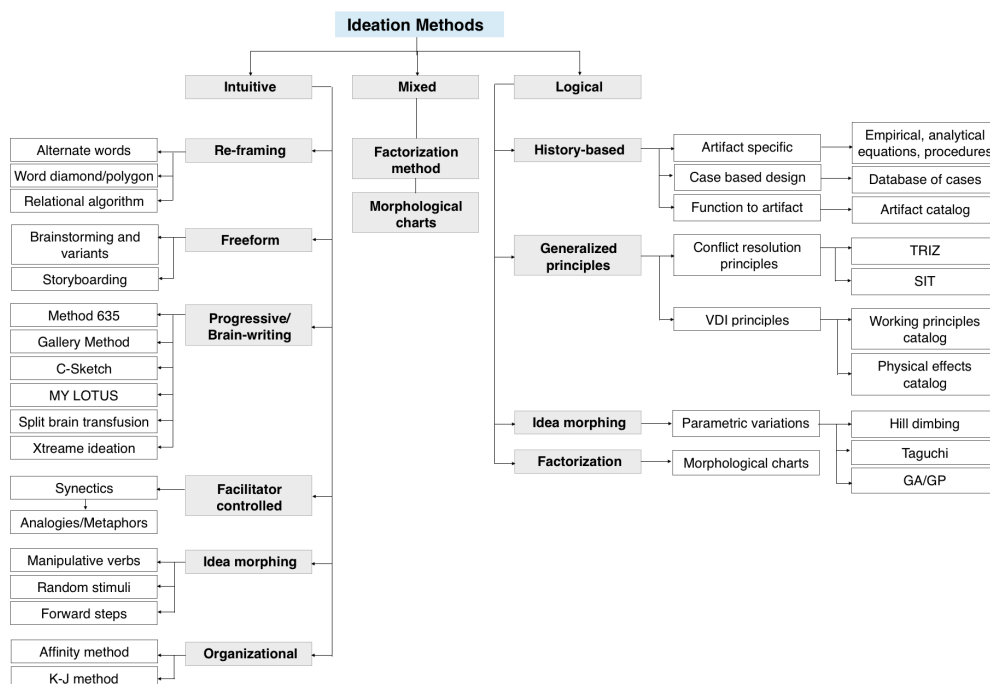 Ideation Methods
Intuitive
Mixed
Logical
Re-framing
Alternate words
Word diamond/polygon
Relational algorithm
Freeform
Brainstorming and
variants
Storyboarding
Progressive/
Brain-writing
Method 635
Gallery Method
C-Sketch
MY LOTUS
Split brain transfusion
Xtreame ideation
Facilitator
controlled
Synectics
Analogies/Metaphors
Idea morphing
Manipulative verbs
Random stimuli
Forward steps
Organizational
Affinity method
K-J method
Factorization
method
Morphological
charts
History-based
Artifact specific
Empirical, analytical
equations, procedures
Case based design
Database of cases
Function to artifact
Artifact catalog
Generalized
principles
Conflict resolution
principles
TRIZ
SIT
VDI principles
Working principles
catalog
Physical effects
catalog
Idea morphing
Parametric variations
Hill dimbing
Taguchi
GA/GP
Factorization
Morphological charts